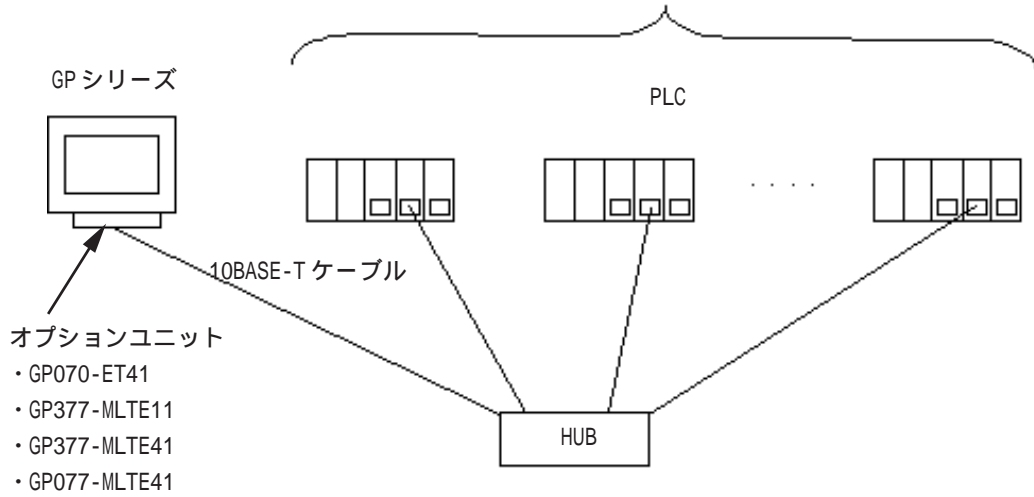 GPシリーズ
PLC
・・・・
10BASE-Tケーブル
オプションユニット
・GP070-ET41
・GP377-MLTE11
・GP377-MLTE41
・GP077-MLTE41
HUB